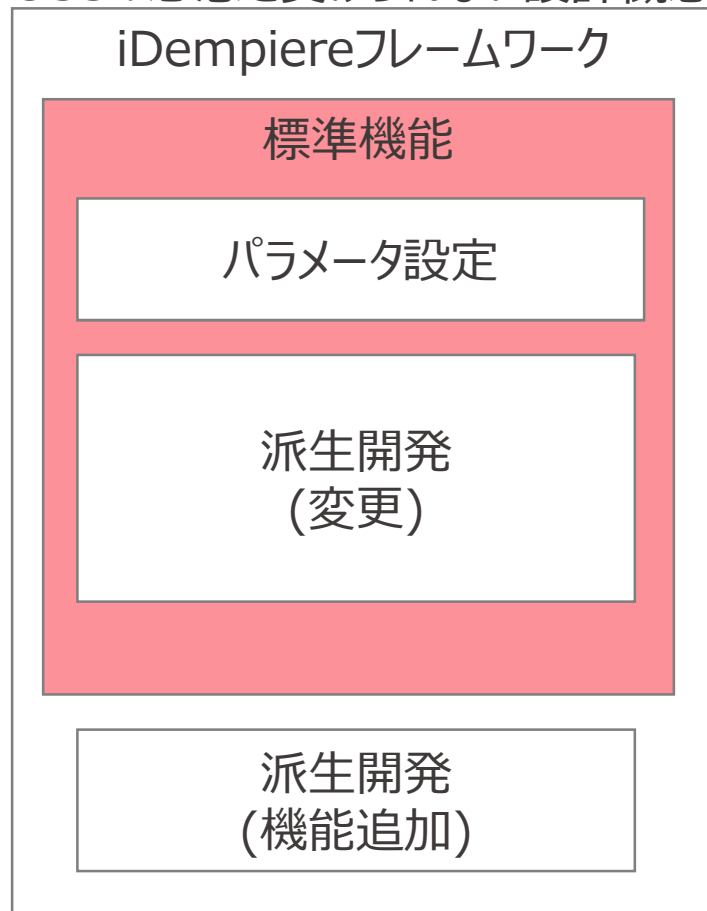 iDempiereフレームワーク
標準機能
パラメータ設定
派生開発
(変更)
派生開発
(機能追加)